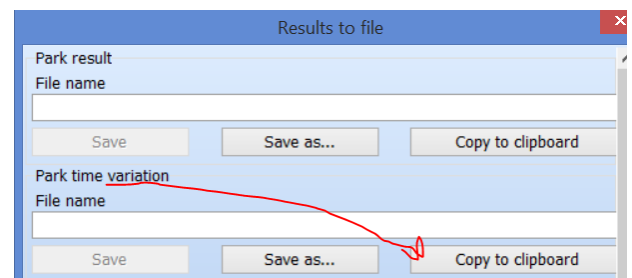 Results to file
Park result
File name
Save Save as... Copy to clipboard
Park time variation
File name
Save Save as... Copy to clipboard